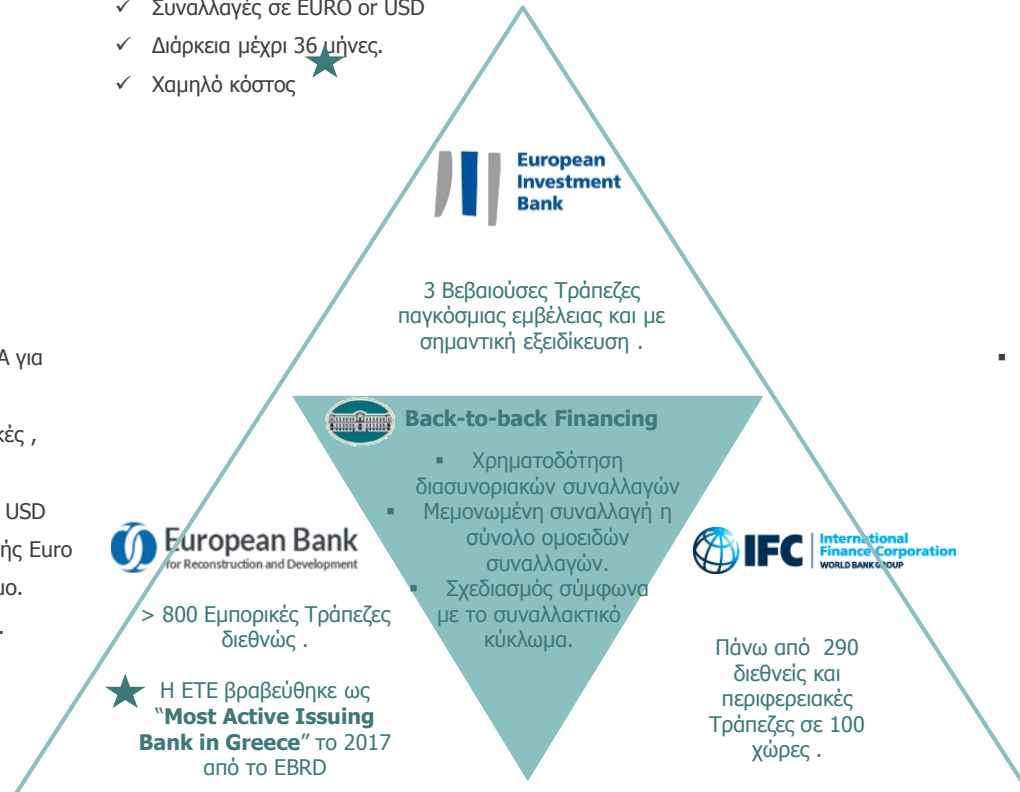 ✓ Συναλλαγές σε EURO or USD
✓ Διάρκεια μέχρι 36 μήνες.
✓ Χαμηλό κόστος
European
Investment
Bank
3 Βεβαιούσες Τράπεζες
παγκόσμιας εμβέλειας και με
σημαντική εξειδίκευση .
Α για
κές ,
USD
ής Euro
μο.
.
▪
Back-to-back Financing
▪ Χρηματοδότηση
διασυνοριακών συναλλαγών
▪ Μεμονωμένη συναλλαγή η
σύνολο ομοειδών
συναλλαγών.
▪ Σχεδιασμός σύμφωνα
με το συναλλακτικό
κύκλωμα.
European Bank
for Reconstruction and Development
> 800 Εμπορικές Τράπεζες
διεθνώς .
Η ΕΤΕ βραβεύθηκε ως
“Most Active Issuing
Bank in Greece” το 2017
από το EBRD
IFC
International
Finance Corporation
WORLD BANK GROUP
Πάνω από 290
διεθνείς και
περιφερειακές
Τράπεζες σε 100
χώρες .